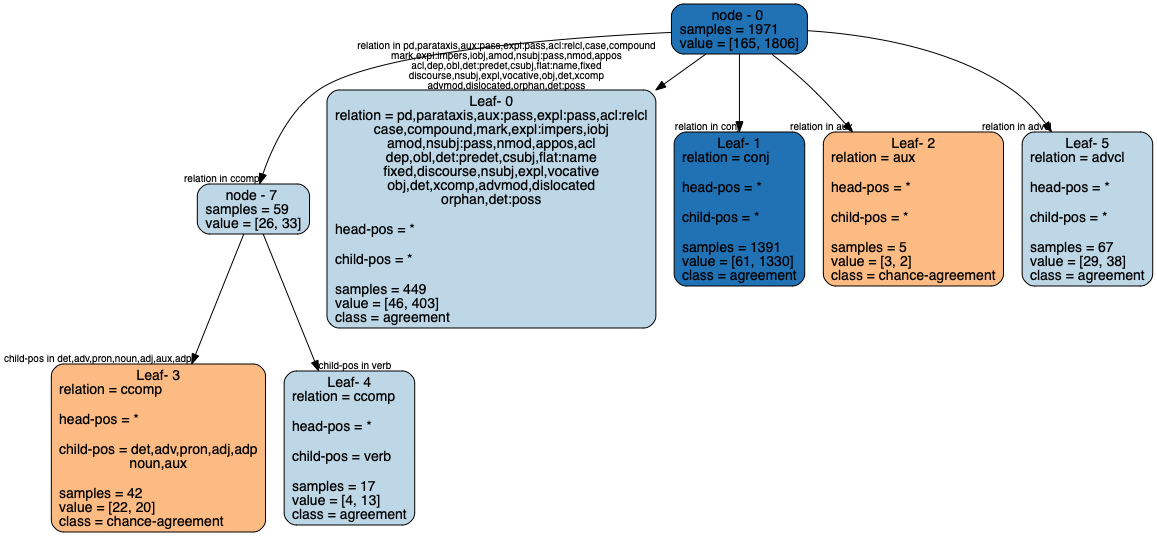 node - 0
samples = 1971
value = [165, 1806]
relation in pd,parataxis,aux:pass,expl:pass,acl:relcl,case,compound
mark,expl:impers,iobj,amod,nsubj:pass,nmod,appos
acl,dep,obl,det:predet,csubj,flat:name,fixed
discourse,nsubj,expl,vocative,obj,det,xcomp
advmod,dislocated,orphan,det:poss
Leaf- 0
relation = pd,parataxis,aux:pass,expl:pass,acl:relcl
case,compound,mark,expl:impers,iobj
amod,nsubj:pass,nmod,appos,acl
dep,obl,det:predet,csubj,flat:name
fixed,discourse,nsubj,expl,vocative
obj,det,xcomp,advmod,dislocated
orphan,det:poss
head-pos = *
child-pos = *
samples = 449
value = [46, 403]
class = agreement
relation in conj
Leaf- 1
relation = conj
head-pos = *
child-pos = *
samples = 1391
value = [61, 1330]
class = agreement
relation in aux
Leaf- 2
relation = aux
head-pos = *
child-pos = *
samples = 5
value = [3, 2]
class = chance-agreement
relation in advcl
Leaf- 5
relation = advcl
head-pos = *
child-pos = *
samples = 67
value = [29, 38]
class = agreement
relation in ccomp
node - 7
samples = 59
value = [26, 33]
child-pos in det,adv,pron,noun,adj,aux,adp
Leaf- 3
relation = ccomp
head-pos = *
child-pos = det,adv,pron,adj,adp
noun,aux
samples = 42
value = [22, 20]
class = chance-agreement
child-pos in verb
Leaf- 4
relation = ccomp
head-pos = *
child-pos = verb
samples = 17
value = [4, 13]
class = agreement